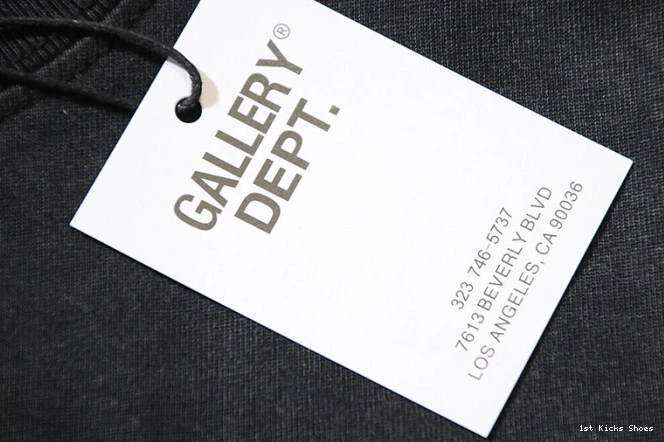 GALLERY®
DEPT.
323 746-5737
7613 BEVERLY BLVD
LOS ANGELES, CA 90036
1st Kicks Shoes